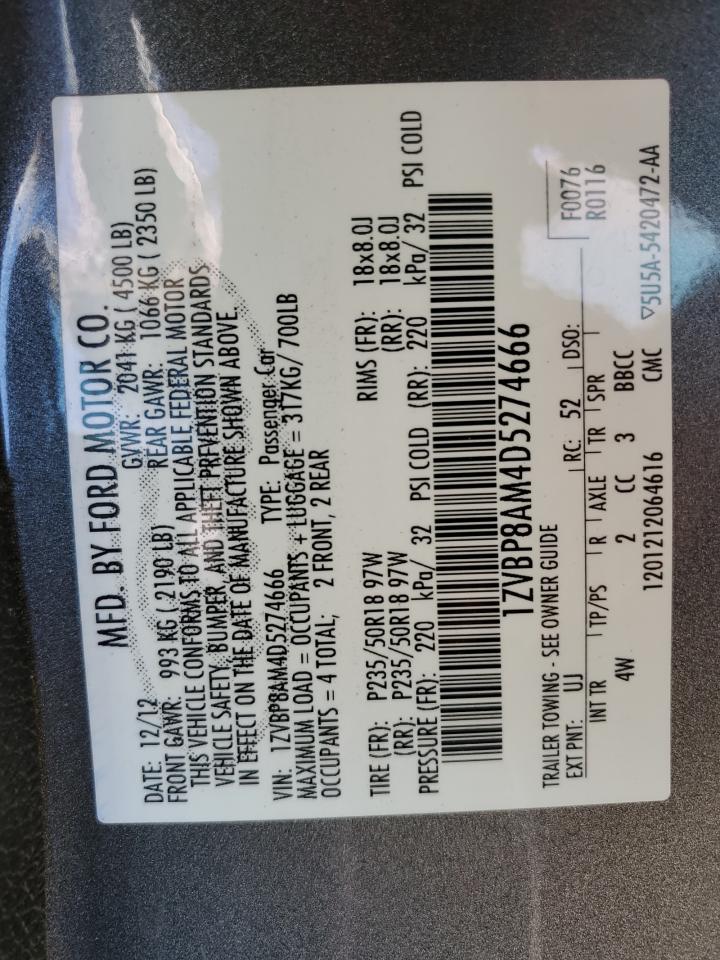 MFD. BY FORD MOTOR CO.
DATE: 12/12 GVWR: 2041 KG ( 4500 LB)
FRONT GAWR: 993 KG ( 2190 LB) REAR GAWR: 1066 KG ( 2350 LB)
THIS VEHICLE CONFORMS TO ALL APPLICABLE FEDERAL MOTOR
VEHICLE SAFETY, BUMPER, AND THEFT PREVENTION STANDARDS
IN EFFECT ON THE DATE OF MANUFACTURE SHOWN ABOVE.
VIN: 1ZVBP8AM4D5274666 TYPE: Passenger Car
MAXIMUM LOAD = OCCUPANTS + LUGGAGE = 317KG/ 700LB
OCCUPANTS = 4 TOTAL; 2 FRONT, 2 REAR
TIRE (FR): P235/50R18 97W RIMS (FR): 18x8.0J
(RR): P235/50R18 97W (RR): 18x8.0J
PRESSURE (FR): 220 kPa/ 32 PSI COLD (RR): 220 kPa/ 32 PSI COLD
1ZVBP8AM4D5274666
TRAILER TOWING - SEE OWNER GUIDE F0076
EXT PNT: UJ RC: 52 DSO: R0116
INT TR TP/PS R AXLE TR SPR
4W 2 CC 3 BBCC
1201212064616 CMC ▽5U5A-5420472-AA